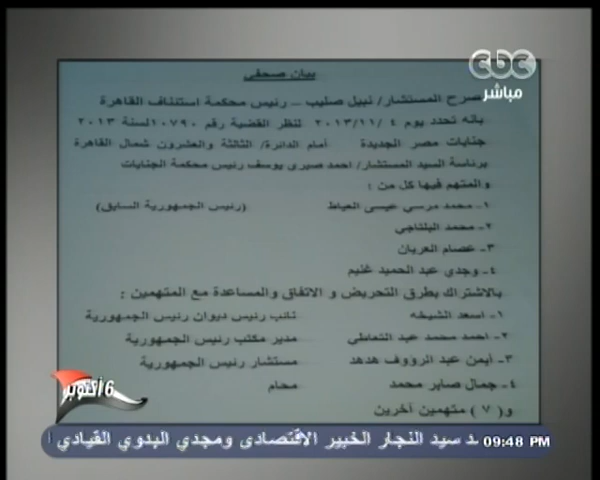 cbc
مباشر
بيان صحفي
صرح المستشار/ نبيل صليب – رئيس محكمة استئناف القاهرة
بأنه تحدد يوم ٤ /٢٠١٣/١١ لنظر القضية رقم ١٠٧٩٠لسنة ٢٠١٣
جنايات مصر الجديدة أمام الدائرة/ الثالثة والعشرون شمال القاهرة
برئاسة السيد المستشار/ احمد صبرى يوسف رئيس محكمة الجنايات
والمتهم فيها كل من :
١- محمد مرسي عيسى العياط (رئيس الجمهورية السابق)
٢- محمد البلتاجي
٣- عصام العريان
٤- وجدي عبد الحميد غنيم
بالاشتراك بطرق التحريض و الاتفاق والمساعدة مع المتهمين :
١- اسعد الشيخه نائب رئيس ديوان رئيس الجمهورية
٢- احمد محمد عبد التعاطي مدير مكتب رئيس الجمهورية
٣- أيمن عبد الرؤوف هدهد مستشار رئيس الجمهورية
٤- جمال صابر محمد محام
و( ٧ ) متهمين آخرين
6 أكتوبر
سيد النجار الخبير الاقتصادى ومجدي البدوي القيادي
09:48 PM